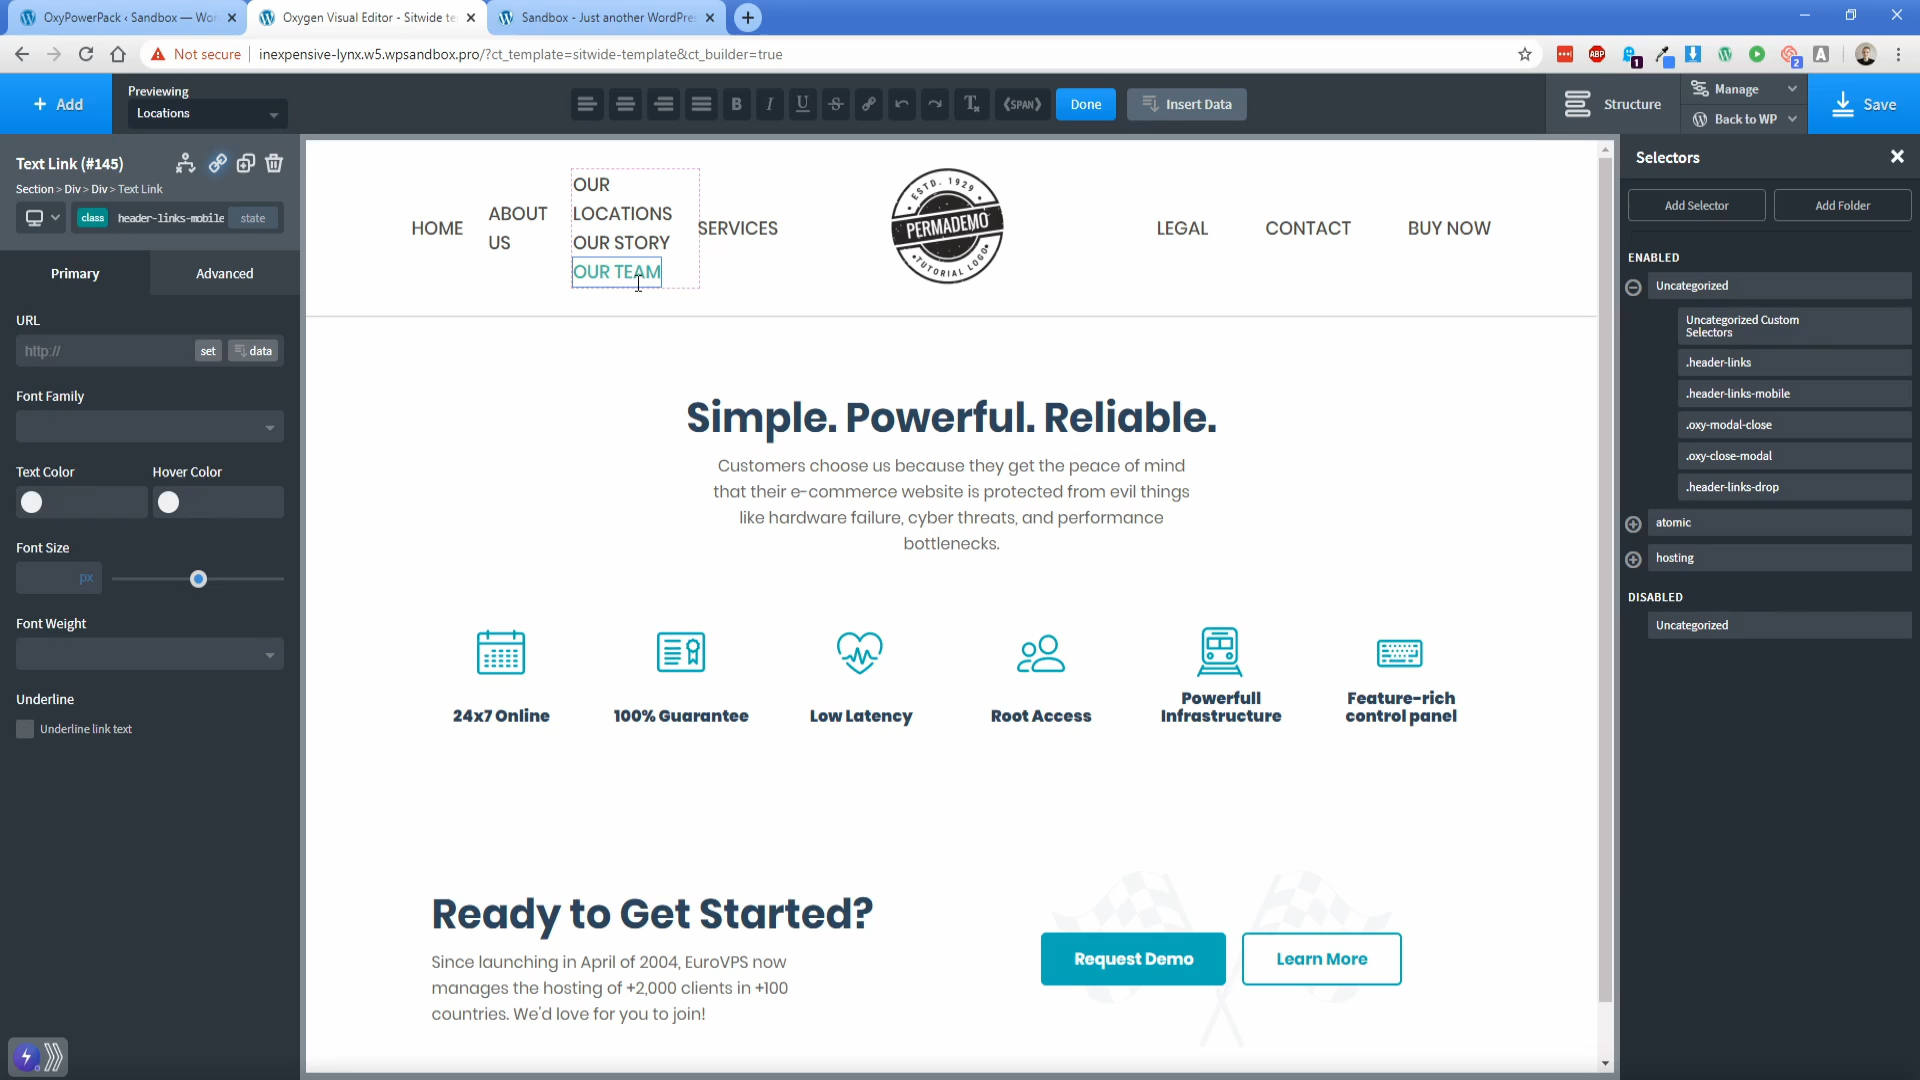 OxyPowerPack ‹ Sandbox — Wo
Oxygen Visual Editor - Sitwide te
Sandbox - Just another WordPre
Not secure
inexpensive-lynx.w5.wpsandbox.pro/?ct_template=sitwide-template&ct_builder=true
ABP
1
2
A
+ Add
Previewing
Locations
B
I
U
S
Tx
‹SPAN›
Done
Insert Data
Structure
Manage
Back to WP
Save
Text Link (#145)
Section > Div > Div > Text Link
class
header-links-mobile
state
Primary
Advanced
URL
http://
set
data
Font Family
Text Color
Hover Color
Font Size
px
Font Weight
Underline
Underline link text
HOME
ABOUT
US
OUR
LOCATIONS
OUR STORY
OUR TEAM
SERVICES
ESTD. 1929
PERMADEMO
TUTORIAL LOGO
LEGAL
CONTACT
BUY NOW
Simple. Powerful. Reliable.
Customers choose us because they get the peace of mind
that their e-commerce website is protected from evil things
like hardware failure, cyber threats, and performance
bottlenecks.
24x7 Online
100% Guarantee
Low Latency
Root Access
Powerfull
Infrastructure
Feature-rich
control panel
Ready to Get Started?
Since launching in April of 2004, EuroVPS now
manages the hosting of +2,000 clients in +100
countries. We'd love for you to join!
Request Demo
Learn More
Selectors
Add Selector
Add Folder
ENABLED
Uncategorized
Uncategorized Custom
Selectors
.header-links
.header-links-mobile
.oxy-modal-close
.oxy-close-modal
.header-links-drop
atomic
hosting
DISABLED
Uncategorized